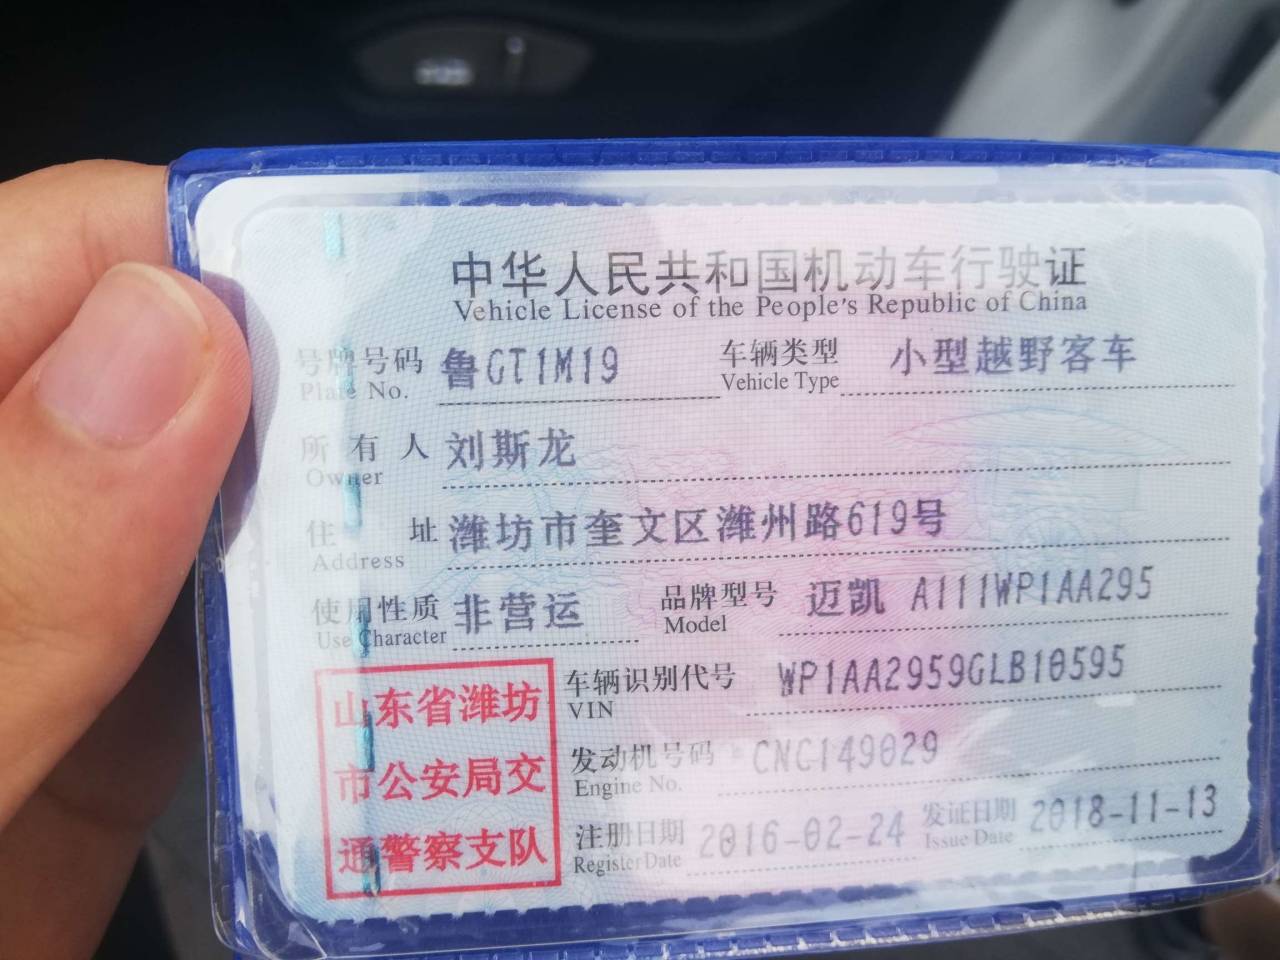 中华人民共和国机动车行驶证
Vehicle License of the People's Republic of China
号牌号码 鲁GT1M19 车辆类型 小型越野客车
Plate No. Vehicle Type
所有人 刘斯龙
Owner
住址 潍坊市奎文区潍州路619号
Address
使用性质 非营运 品牌型号 迈凯 A111WP1AA295
Use Character Model
山东省潍坊
市公安局交
通警察支队
车辆识别代号 WP1AA2959GLB10595
VIN
发动机号码 CNC149029
Engine No.
注册日期 2016-02-24 发证日期 2018-11-13
Register Date Issue Date